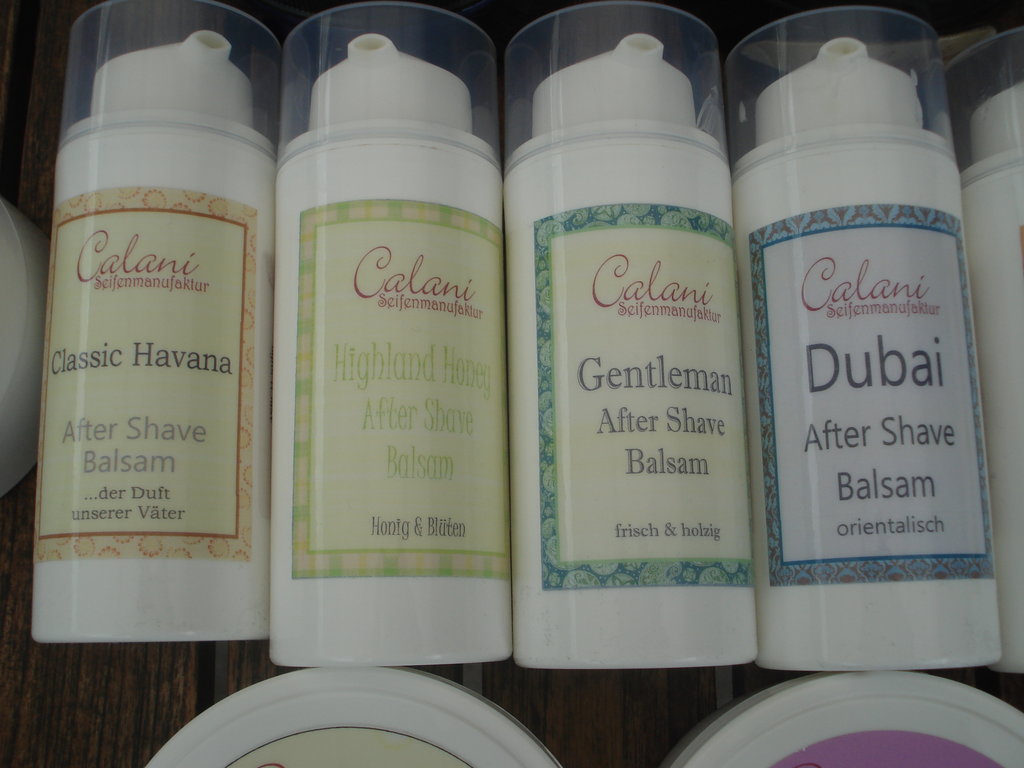 Calani
Seifenmanufaktur
Classic Havana
After Shave
Balsam
...der Duft
unserer Väter
Calani
Seifenmanufaktur
Highland Honey
After Shave
Balsam
Honig & Blüten
Calani
Seifenmanufaktur
Gentleman
After Shave
Balsam
frisch & holzig
Calani
Seifenmanufaktur
Dubai
After Shave
Balsam
orientalisch